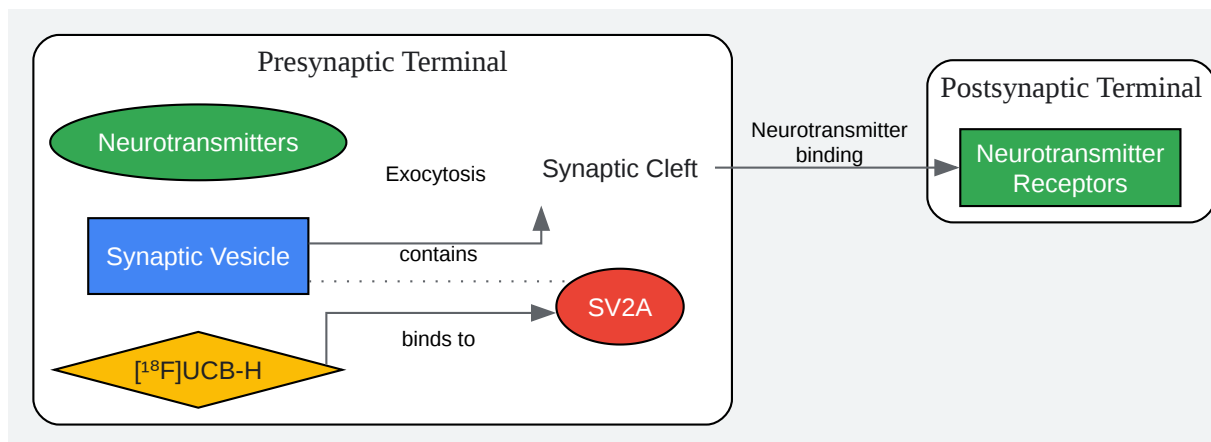 Presynaptic Terminal
Neurotransmitters
Exocytosis
Synaptic Cleft
Synaptic Vesicle
contains
SV2A
[¹⁸F]UCB-H
binds to
Neurotransmitter
binding
Postsynaptic Terminal
Neurotransmitter
Receptors